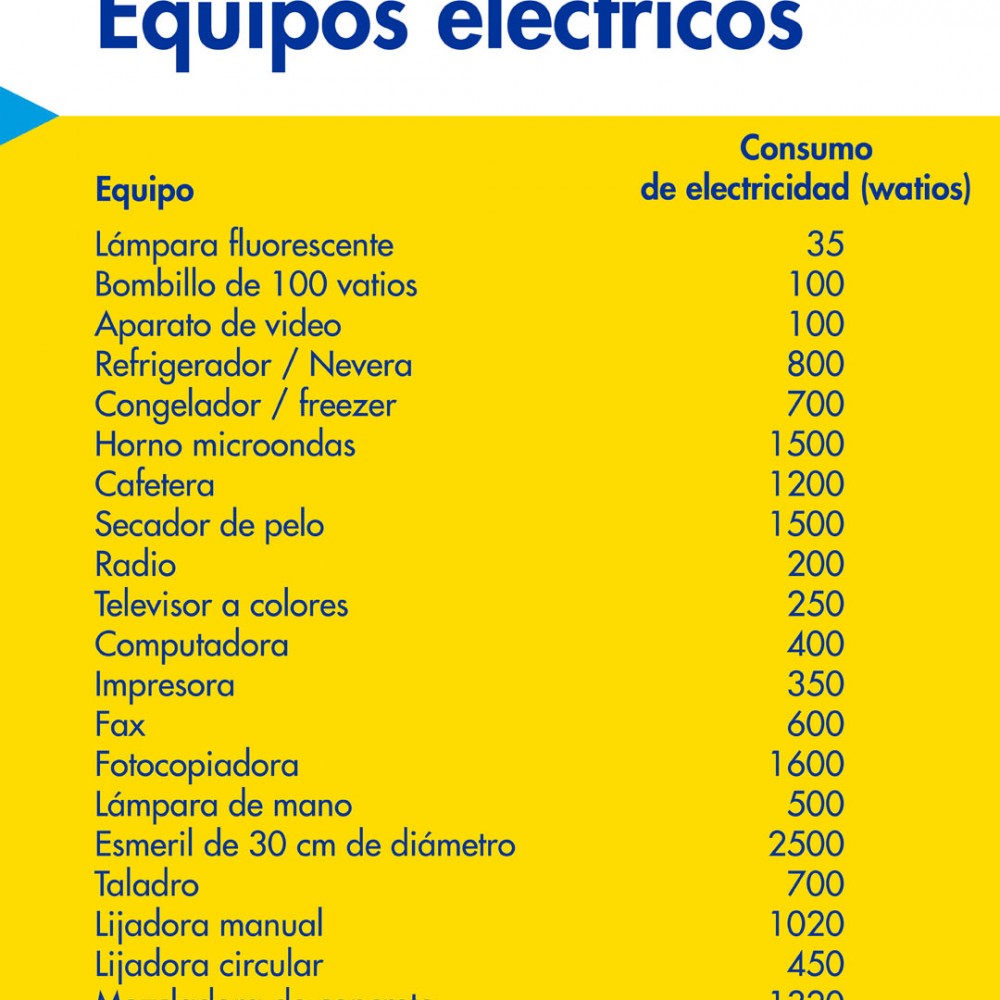 Equipos eléctricos
Consumo
Equipo de electricidad (watios)
Lámpara fluorescente 35
Bombillo de 100 vatios 100
Aparato de video 100
Refrigerador / Nevera 800
Congelador / freezer 700
Horno microondas 1500
Cafetera 1200
Secador de pelo 1500
Radio 200
Televisor a colores 250
Computadora 400
Impresora 350
Fax 600
Fotocopiadora 1600
Lámpara de mano 500
Esmeril de 30 cm de diámetro 2500
Taladro 700
Lijadora manual 1020
Lijadora circular 450
Mezcladora de concreto